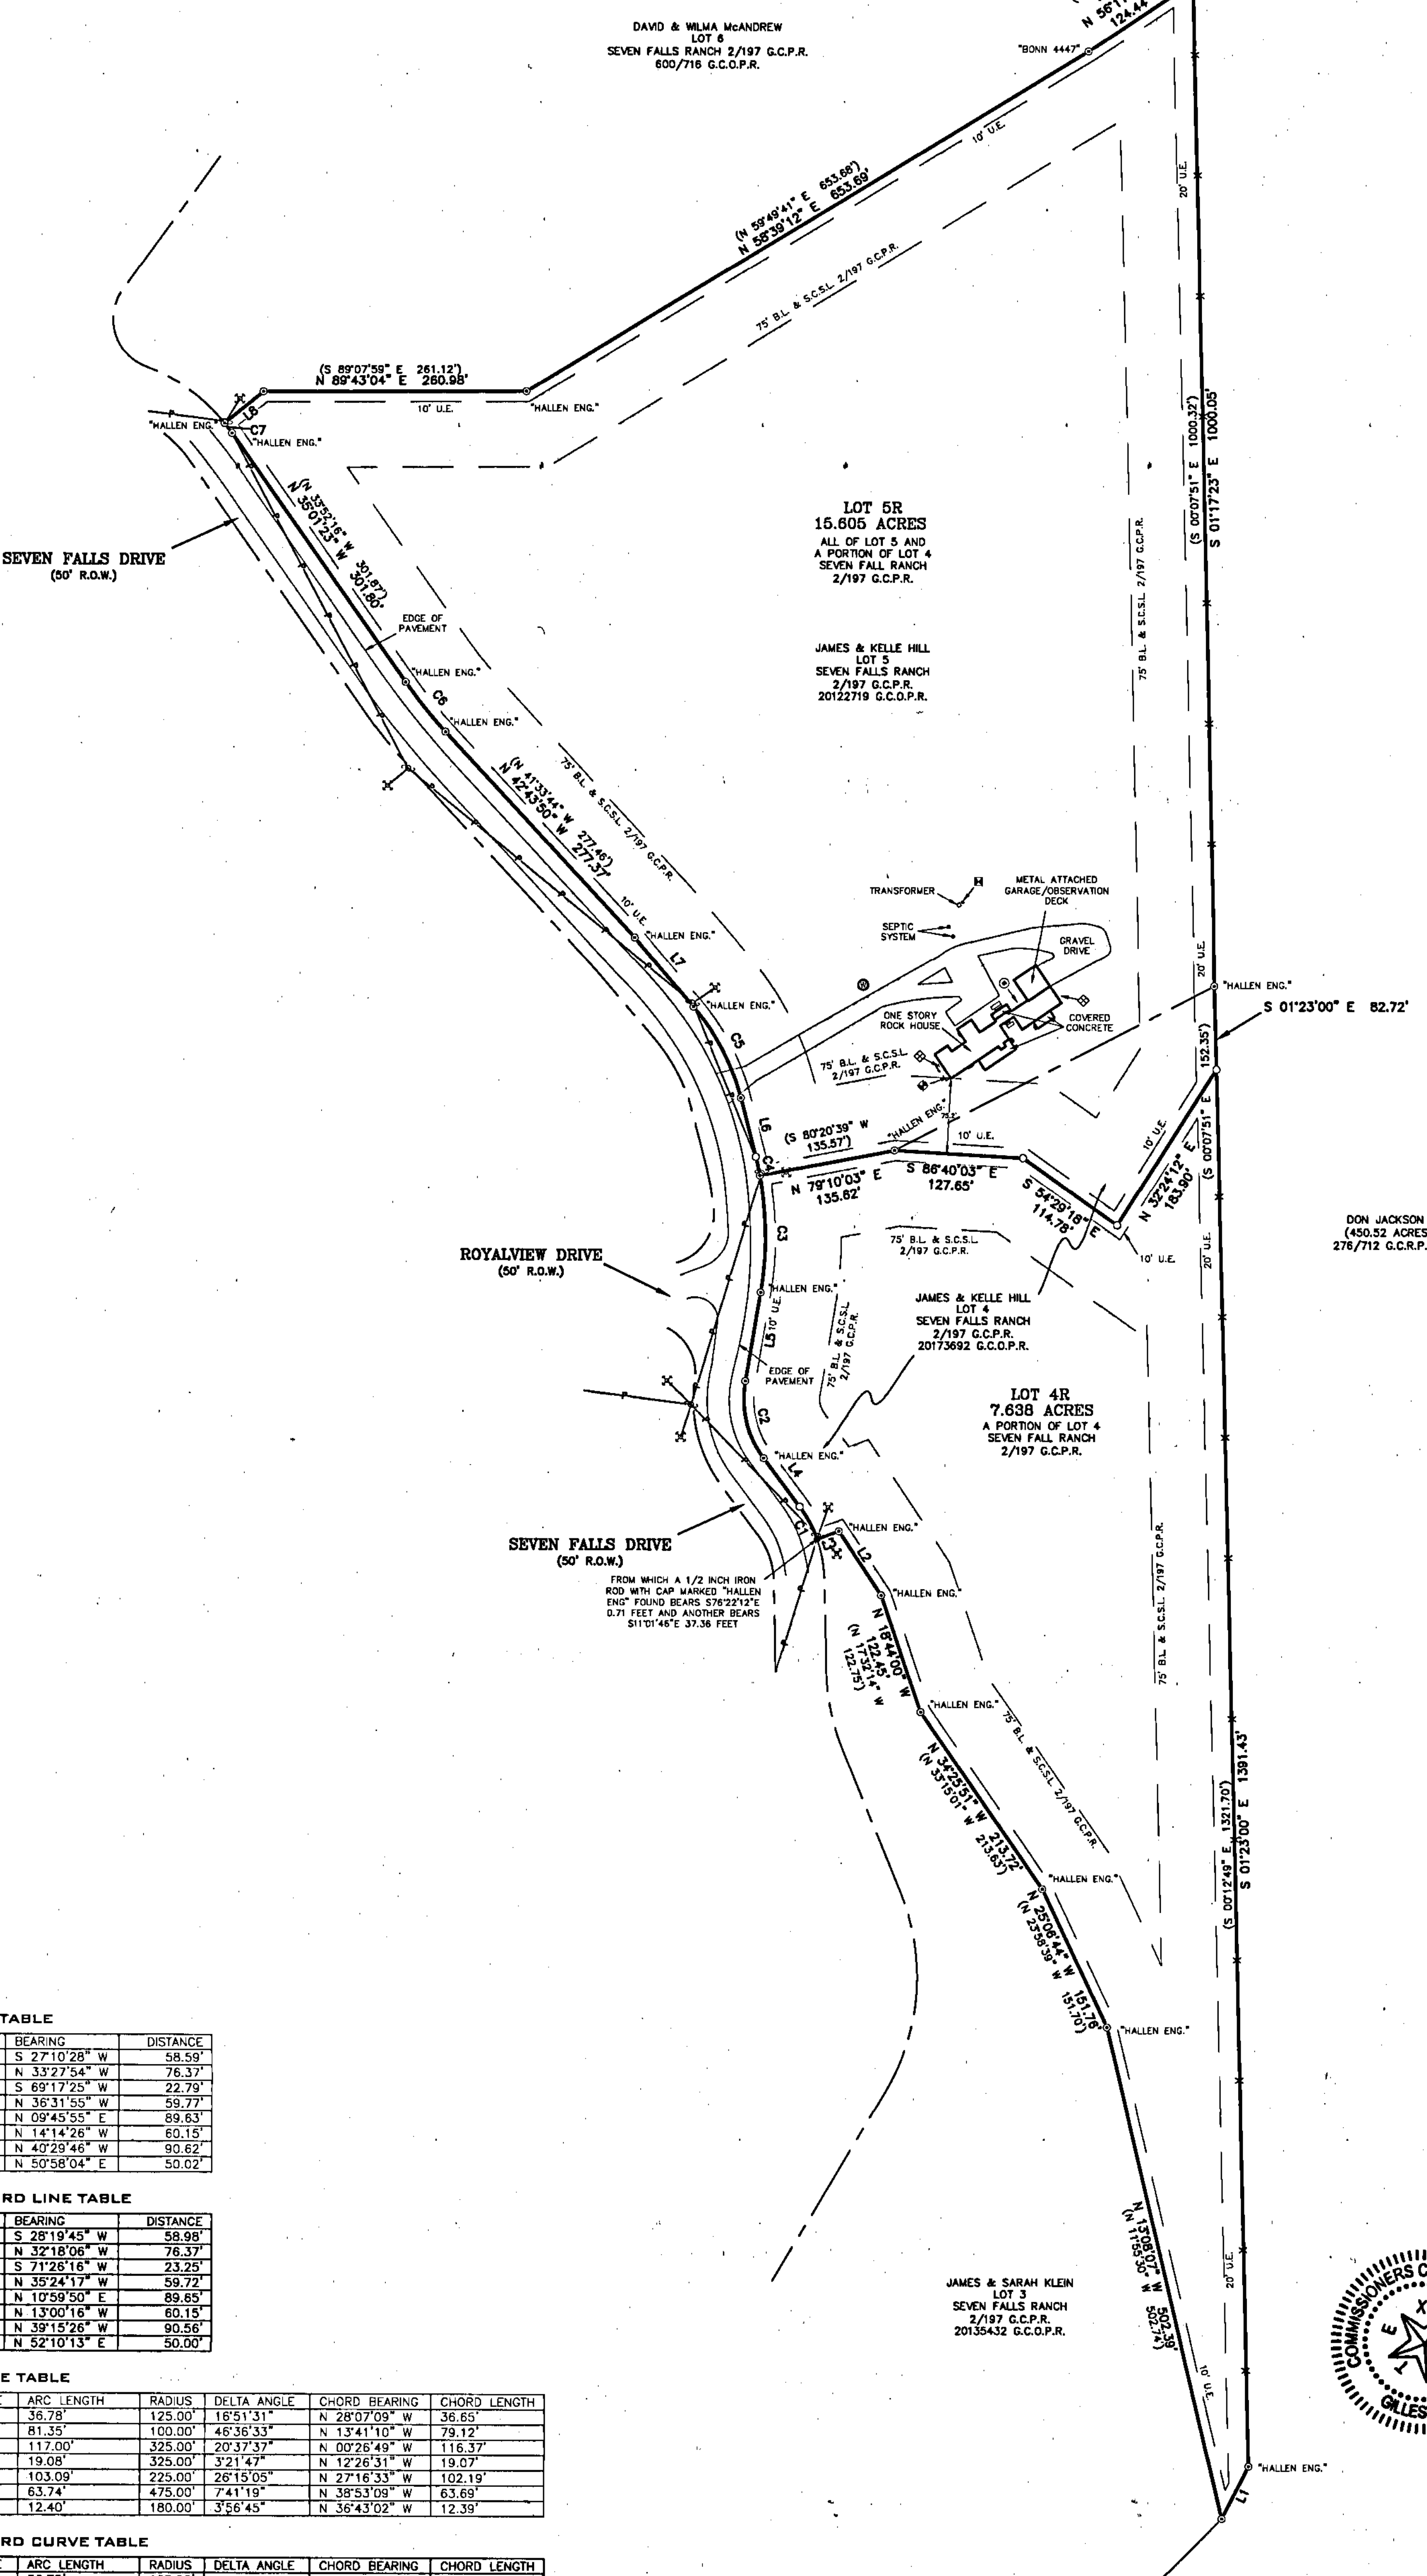 DAVID & WILMA McANDREW
LOT 6
SEVEN FALLS RANCH 2/197 G.C.P.R.
600/716 G.C.O.P.R.
124.44'
"BONN 4447"
10' U.E.
20' U.E.
(N 59°49'41" E 653.68')
N 58°39'12" E 653.69'
75' B.L. & S.C.S.L. 2/197 G.C.P.R.
(S 89°07'59" E 261.12')
N 89°43'04" E 260.98'
10' U.E.
"HALLEN ENG."
L8
"HALLEN ENG."
C7
"HALLEN ENG."
(S 00°07'51" E 1000.32')
S 01°17'23" E 1000.05'
(N 33°52'16" W 301.87')
N 35°01'23" W 301.80'
SEVEN FALLS DRIVE
(50' R.O.W.)
LOT 5R
15.605 ACRES
ALL OF LOT 5 AND
A PORTION OF LOT 4
SEVEN FALL RANCH
2/197 G.C.P.R.
75' B.L. & S.C.S.L. 2/197 G.C.P.R.
EDGE OF
PAVEMENT
JAMES & KELLE HILL
LOT 5
SEVEN FALLS RANCH
2/197 G.C.P.R.
20122719 G.C.O.P.R.
"HALLEN ENG."
C6
"HALLEN ENG."
(N 41°33'44" W 277.46')
N 42°43'50" W 277.37'
75' B.L. & S.C.S.L. 2/197 G.C.P.R.
10' U.E.
"HALLEN ENG."
L7
"HALLEN ENG."
TRANSFORMER
METAL ATTACHED
GARAGE/OBSERVATION
DECK
SEPTIC
SYSTEM
GRAVEL
DRIVE
20' U.E.
"HALLEN ENG."
S 01°23'00" E 82.72'
ONE STORY
ROCK HOUSE
COVERED
CONCRETE
C5
75' B.L. & S.C.S.L.
2/197 G.C.P.R.
(S 00°07'51" E 152.35')
L6
(S 80°20'39" W
135.57')
"HALLEN ENG."
10' U.E.
10' U.E.
C4
N 79°10'03" E
135.62'
S 86°40'03" E
127.65'
S 54°29'18" E
114.78'
N 32°24'12" E
183.90'
10' U.E.
20' U.E.
DON JACKSON
(450.52 ACRES
276/712 G.C.R.P.
C3
75' B.L. & S.C.S.L.
2/197 G.C.P.R.
ROYALVIEW DRIVE
(50' R.O.W.)
"HALLEN ENG."
JAMES & KELLE HILL
LOT 4
SEVEN FALLS RANCH
2/197 G.C.P.R.
20173692 G.C.O.P.R.
L5
10' U.E.
75' B.L. & S.C.S.L.
2/197 G.C.P.R.
EDGE OF
PAVEMENT
LOT 4R
7.638 ACRES
A PORTION OF LOT 4
SEVEN FALL RANCH
2/197 G.C.P.R.
C2
"HALLEN ENG."
L4
C1
L3
"HALLEN ENG."
L2
"HALLEN ENG."
SEVEN FALLS DRIVE
(50' R.O.W.)
FROM WHICH A 1/2 INCH IRON
ROD WITH CAP MARKED "HALLEN
ENG" FOUND BEARS S76°22'12"E
0.71 FEET AND ANOTHER BEARS
S11°01'46"E 37.36 FEET
N 18°44'00" W
122.45'
(N 17°32'14" W
122.75')
"HALLEN ENG."
75' B.L. & S.C.S.L. 2/197 G.C.P.R.
75' B.L. & S.C.S.L. 2/197 G.C.P.R.
N 34°25'51" W 213.72'
(N 33°15'01" W 213.63')
"HALLEN ENG."
(S 00°12'49" E 1321.70')
S 01°23'00" E 1391.43'
N 25°06'44" W 151.76'
(N 23°58'39" W 151.70')
"HALLEN ENG."
N 13°08'07" W 502.39'
(N 11°55'30" W 502.74')
20' U.E.
10' U.E.
"HALLEN ENG."
L1
JAMES & SARAH KLEIN
LOT 3
SEVEN FALLS RANCH
2/197 G.C.P.R.
20135432 G.C.O.P.R.
TABLE
BEARING DISTANCE
S 27°10'28" W 58.59'
N 33°27'54" W 76.37'
S 69°17'25" W 22.79'
N 36°31'55" W 59.77'
N 09°45'55" E 89.63'
N 14°14'26" W 60.15'
N 40°29'46" W 90.62'
N 50°58'04" E 50.02'
RD LINE TABLE
BEARING DISTANCE
S 28°19'45" W 58.98'
N 32°18'06" W 76.37'
S 71°26'16" W 23.25'
N 35°24'17" W 59.72'
N 10°59'50" E 89.65'
N 13°00'16" W 60.15'
N 39°15'26" W 90.56'
N 52°10'13" E 50.00'
E TABLE
ARC LENGTH RADIUS DELTA ANGLE CHORD BEARING CHORD LENGTH
36.78' 125.00' 16°51'31" N 28°07'09" W 36.65'
81.35' 100.00' 46°36'33" N 13°41'10" W 79.12'
117.00' 325.00' 20°37'37" N 00°26'49" W 116.37'
19.08' 325.00' 3°21'47" N 12°26'31" W 19.07'
103.09' 225.00' 26°15'05" N 27°16'33" W 102.19'
63.74' 475.00' 7°41'19" N 38°53'09" W 63.69'
12.40' 180.00' 3°56'45" N 36°43'02" W 12.39'
RD CURVE TABLE
ARC LENGTH RADIUS DELTA ANGLE CHORD BEARING CHORD LENGTH
COMMISSIONERS C
GILLES